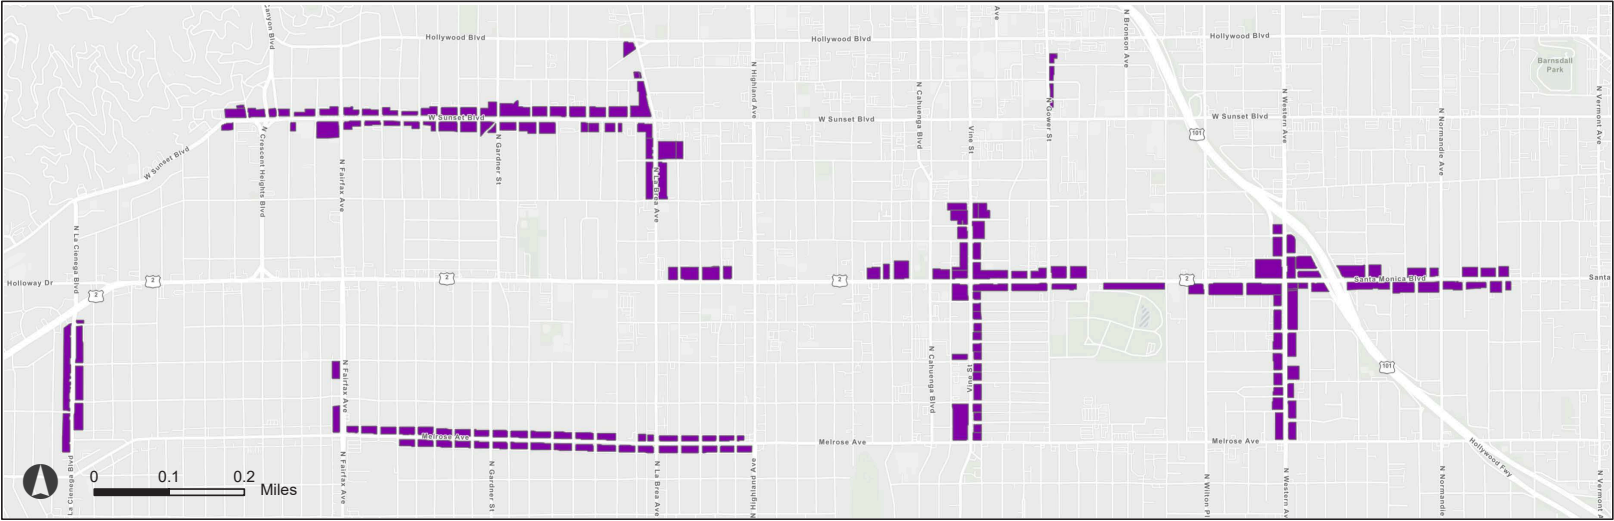 anyon Blvd
Hollywood Blvd
Hollywood Blvd
Ave
N Bronson Ave
Hollywood Blvd
Barnsdall
Park
N Highland Ave
N Cahuenga Blvd
N Gower St
N Western Ave
N Normandie Ave
N Vermont Ave
W Sunset Blvd
W Sunset Blvd
W Sunset Blvd
W Sunset Blvd
Vine St
101
N Crescent Heights Blvd
N Fairfax Ave
N Gardner St
N La Brea Ave
N La Cienega Blvd
Holloway Dr
2
2
2
2
2
Santa Monica Blvd
Santa
N Fairfax Ave
N Cahuenga Blvd
Vine St
101
Melrose Ave
Melrose Ave
Melrose Ave
Hollywood Fwy
La Cienega Blvd
N Fairfax Ave
N Gardner St
N La Brea Ave
N Highland Ave
N Wilton Pl
N Western Av
N Normandie
N Vermont A
0 0.1 0.2
Miles